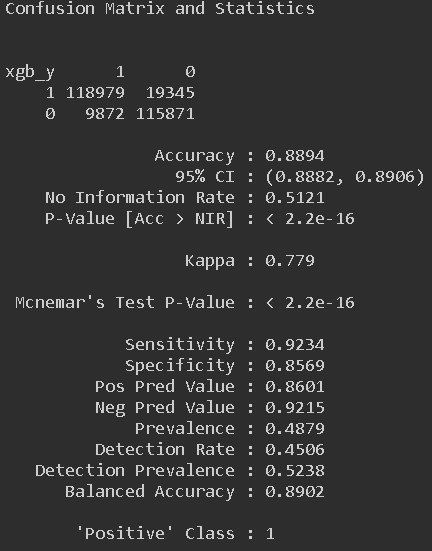 Confusion Matrix and Statistics
xgb_y 1 0
1 118979 19345
0 9872 115871
Accuracy : 0.8894
95% CI : (0.8882, 0.8906)
No Information Rate : 0.5121
P-Value [Acc > NIR] : < 2.2e-16
Kappa : 0.779
Mcnemar's Test P-Value : < 2.2e-16
Sensitivity : 0.9234
Specificity : 0.8569
Pos Pred Value : 0.8601
Neg Pred Value : 0.9215
Prevalence : 0.4879
Detection Rate : 0.4506
Detection Prevalence : 0.5238
Balanced Accuracy : 0.8902
'Positive' Class : 1